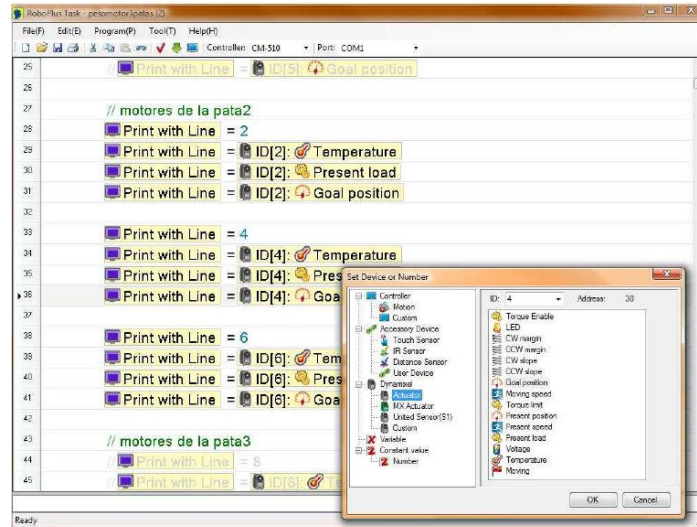 RoboPlus Task - pesomotor3patas [2]
File(F) Edit(E) Program(P) Tool(T) Help(H)
Controller: CM-510 Port: COM1
25 // Print with Line = ID[5]: Goal position
26
27 // motores de la pata2
28 Print with Line = 2
29 Print with Line = ID[2]: Temperature
30 Print with Line = ID[2]: Present load
31 Print with Line = ID[2]: Goal position
32
33 Print with Line = 4
34 Print with Line = ID[4]: Temperature
35 Print with Line = ID[4]: Pres
36 Print with Line = ID[4]: Goa
37
38 Print with Line = 6
39 Print with Line = ID[6]: Tem
40 Print with Line = ID[6]: Pres
41 Print with Line = ID[6]: Goa
42
43 // motores de la pata3
44 // Print with Line = 8
45 // Print with Line = ID[8]: Te
Ready
Set Device or Number
Controller
Motion
Custom
Accessory Device
Touch Sensor
IR Sensor
Distance Sensor
User Device
Dynamixel
Actuator
MX Actuator
United Sensor(S1)
Custom
Variable
Constant value
Number
ID: 4 Address: 30
Torque Enable
LED
CW margin
CCW margin
CW slope
CCW slope
Goal position
Moving speed
Torque limit
Present position
Present speed
Present load
Voltage
Temperature
Moving
OK Cancel